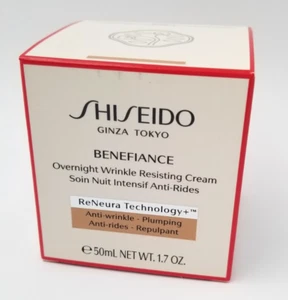 SHISEIDO
GINZA TOKYO
BENEFIANCE
Overnight Wrinkle Resisting Cream
Soin Nuit Intensif Anti-Rides
ReNeura Technology+™
Anti-wrinkle - Plumping
Anti-rides - Repulpant
℮ 50mL NET WT. 1.7 OZ.